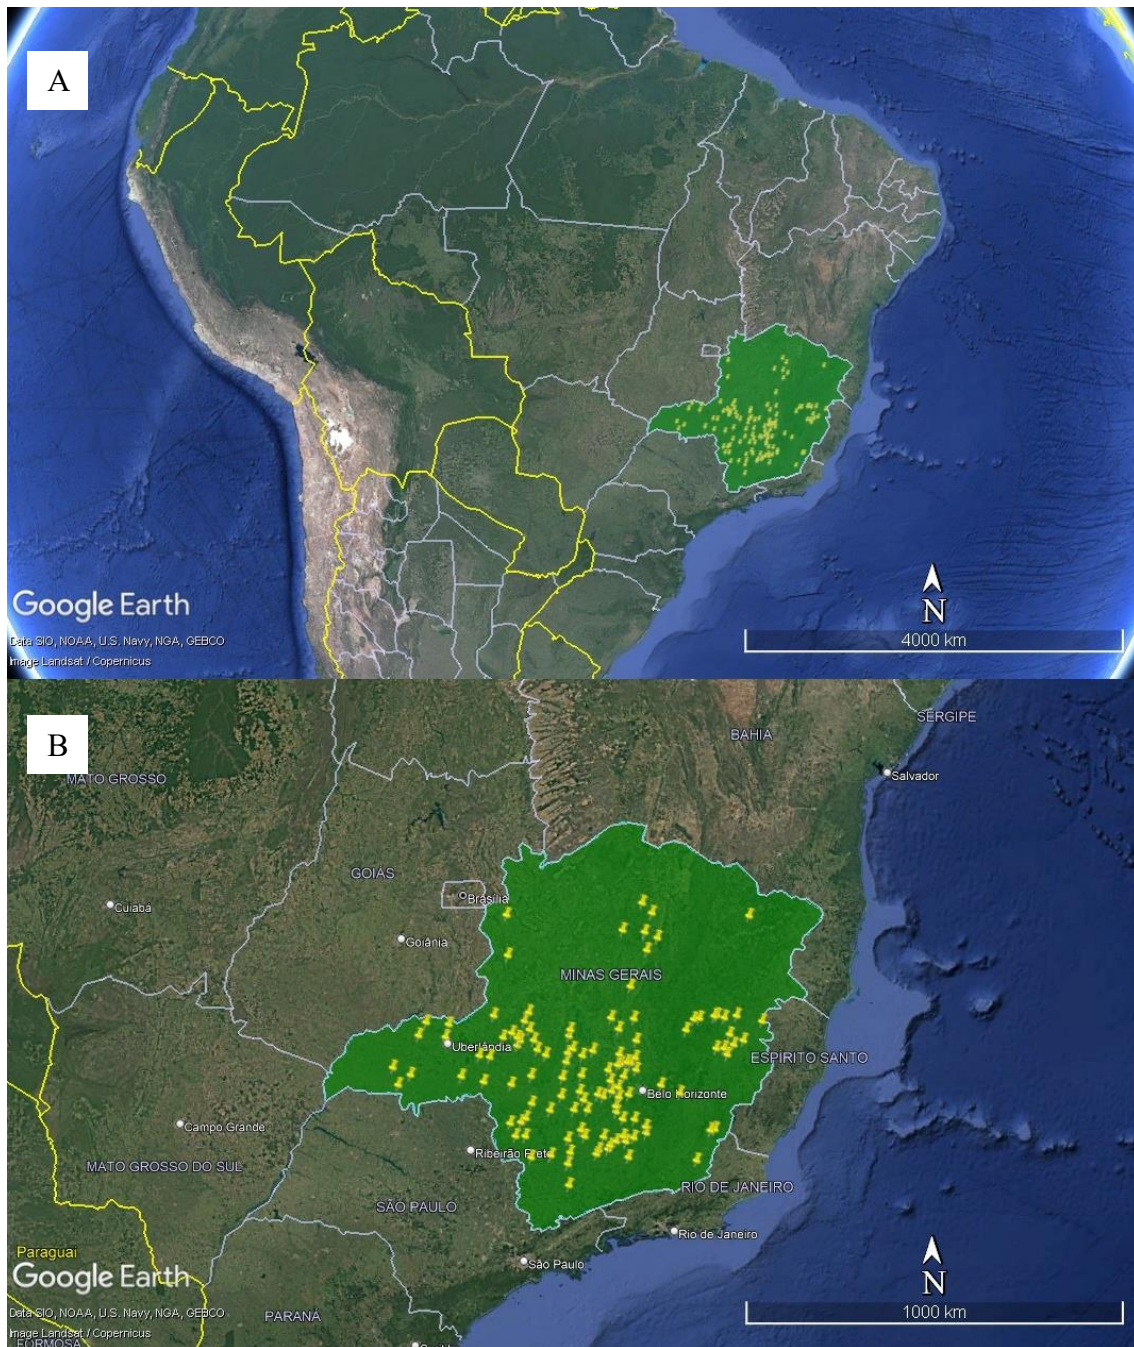 A
N
4000 km
Google Earth
Data SIO, NOAA, U.S. Navy, NGA, GEBCO
Image Landsat / Copernicus
B
SERGIPE
BAHIA
MATO GROSSO
Salvador
GOIAS
Brasília
Cuiabá
Goiânia
MINAS GERAIS
Uberlândia
ESPÍRITO SANTO
Belo Horizonte
Campo Grande
Ribeirão Preto
MATO GROSSO DO SUL
RIO DE JANEIRO
SÃO PAULO
Rio de Janeiro
Paraguai
São Paulo
Google Earth
N
1000 km
Data SIO, NOAA, U.S. Navy, NGA, GEBCO
PARANÁ
Image Landsat / Copernicus
FORMOSA